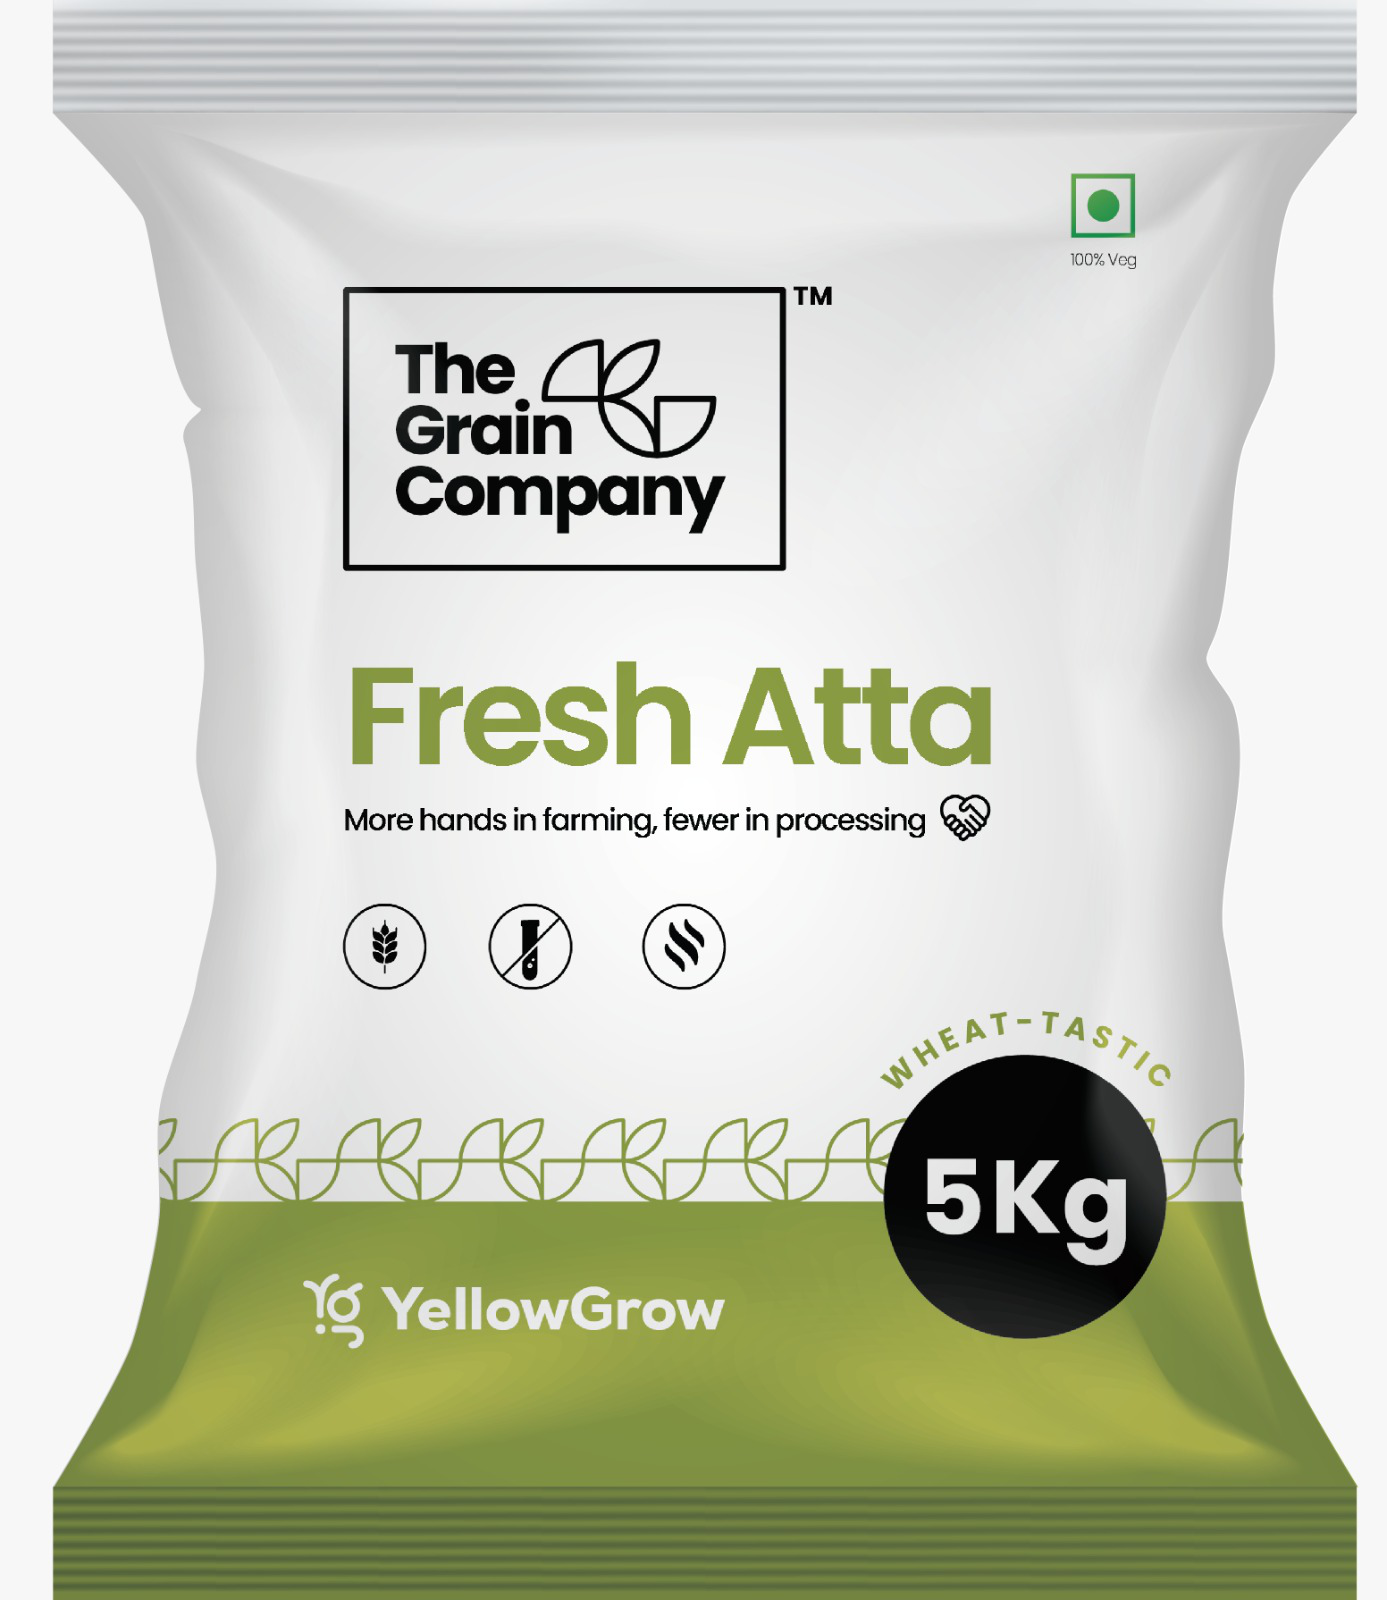 100% Veg
The
Grain
Company
TM
Fresh Atta
More hands in farming, fewer in processing
WHEAT-TASTIC
5Kg
yg YellowGrow